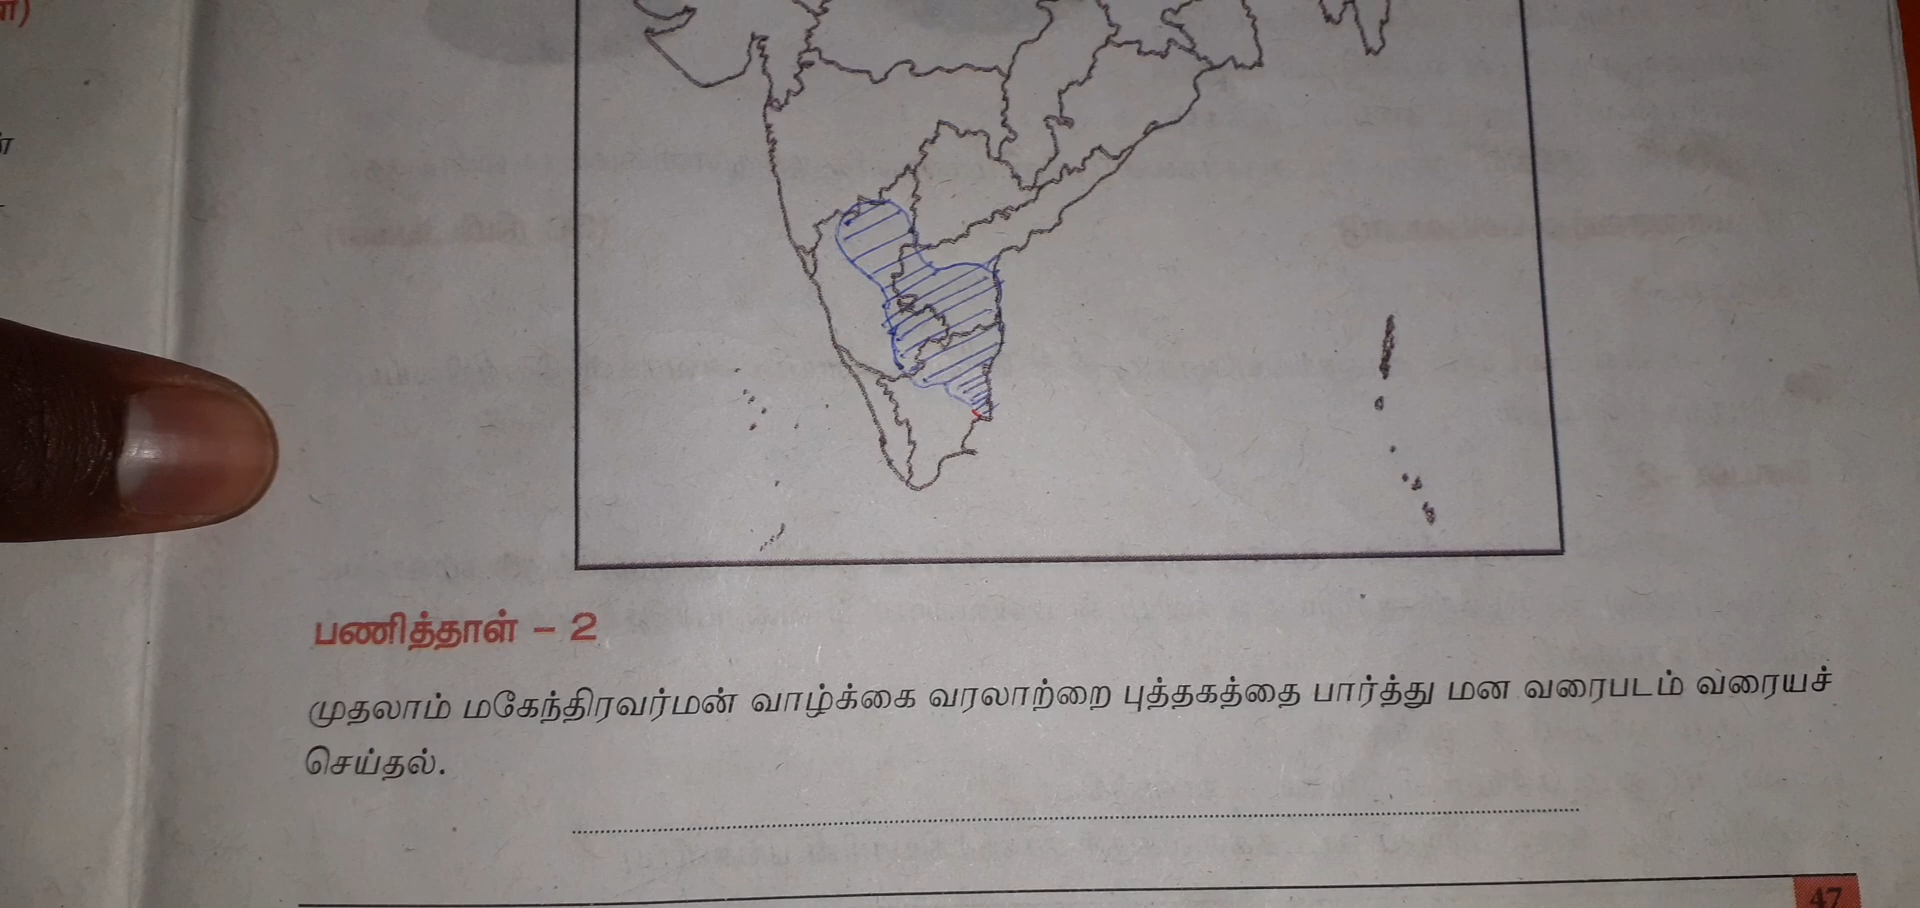 பணித்தாள் – 2
முதலாம் மகேந்திரவர்மன் வாழ்க்கை வரலாற்றை புத்தகத்தை பார்த்து மன வரைபடம் வரையச்
செய்தல்.
47